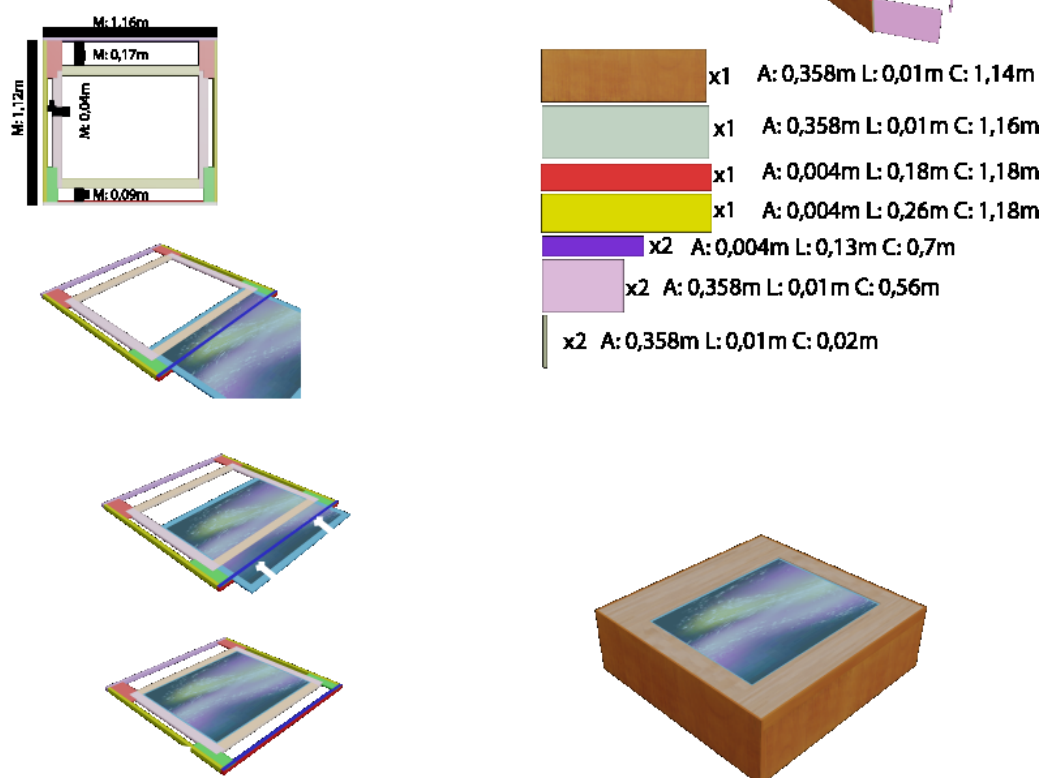 M: 1,16m
M: 0,17m
M: 1,12m
M: 0,04m
M: 0,09m
x1 A: 0,358m L: 0,01m C: 1,14m
x1 A: 0,358m L: 0,01m C: 1,16m
x1 A: 0,004m L: 0,18m C: 1,18m
x1 A: 0,004m L: 0,26m C: 1,18m
x2 A: 0,004m L: 0,13m C: 0,7m
x2 A: 0,358m L: 0,01m C: 0,56m
x2 A: 0,358m L: 0,01m C: 0,02m